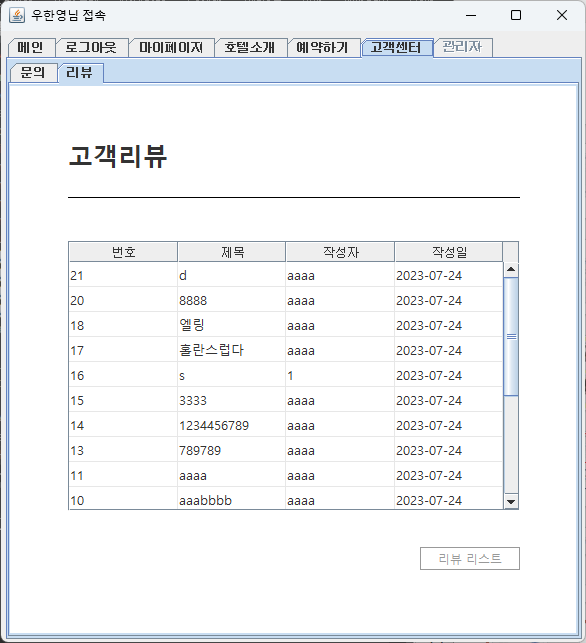 우한영님 접속
메인 로그아웃 마이페이지 호텔소개 예약하기 고객센터 관리자
문의 리뷰
고객리뷰
번호 제목 작성자 작성일
21 d aaaa 2023-07-24
20 8888 aaaa 2023-07-24
18 엘링 aaaa 2023-07-24
17 홀란스럽다 aaaa 2023-07-24
16 s 1 2023-07-24
15 3333 aaaa 2023-07-24
14 1234456789 aaaa 2023-07-24
13 789789 aaaa 2023-07-24
11 aaaa aaaa 2023-07-24
10 aaabbbb aaaa 2023-07-24
리뷰 리스트